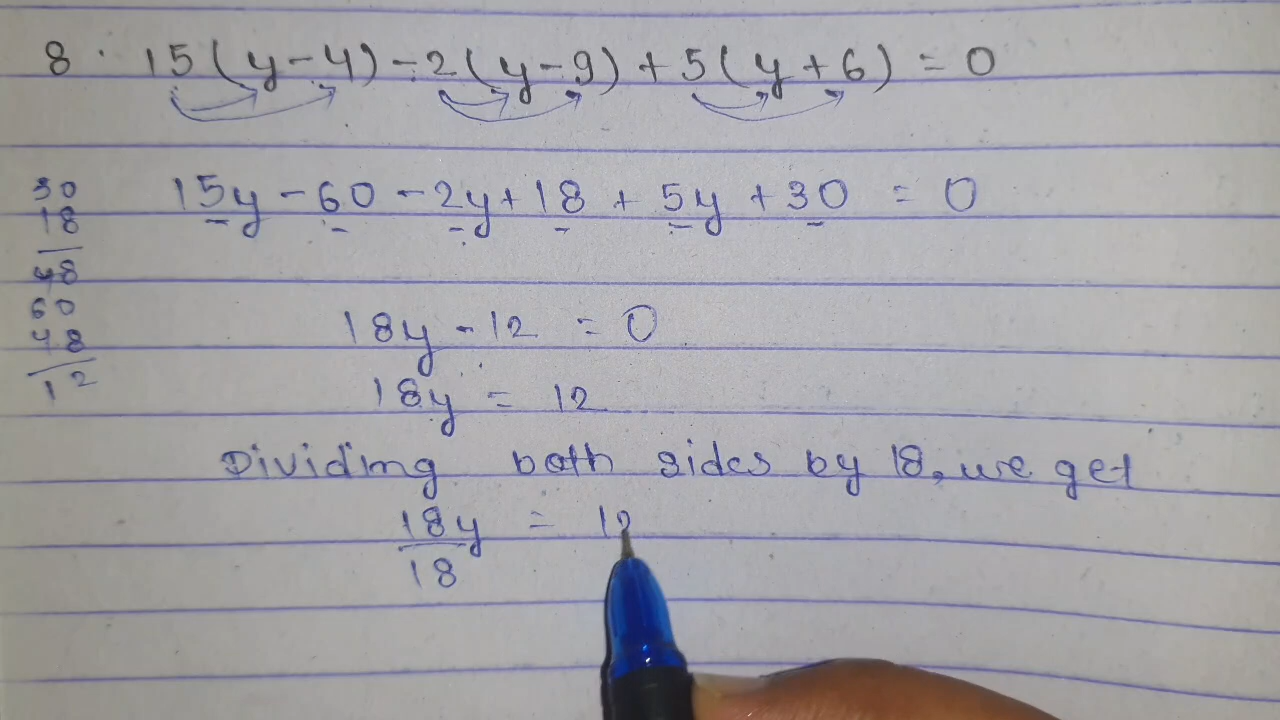 8. 15(y-4)-2(y-9)+5(y+6)=0
15y-60-2y+18+5y+30=0
30
18
48
60
48
12
18y-12=0
18y=12
Dividing both sides by 18, we get
18y = 12
18